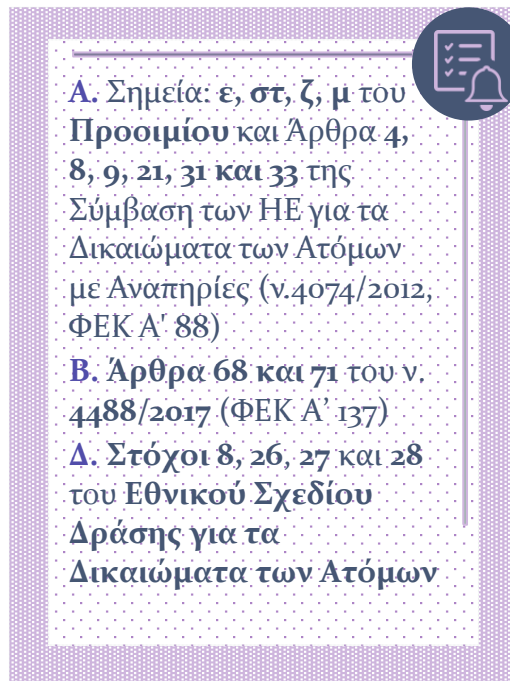 Α. Σημεία: ε, στ, ζ, μ του
Προοιμίου και Άρθρα 4,
8, 9, 21, 31 και 33 της
Σύμβαση των ΗΕ για τα
Δικαιώματα των Ατόμων
με Αναπηρίες (ν.4074/2012,
ΦΕΚ Α' 88)
Β. Άρθρα 68 και 71 του ν.
4488/2017 (ΦΕΚ Α’ 137)
Δ. Στόχοι 8, 26, 27 και 28
του Εθνικού Σχεδίου
Δράσης για τα
Δικαιώματα των Ατόμων